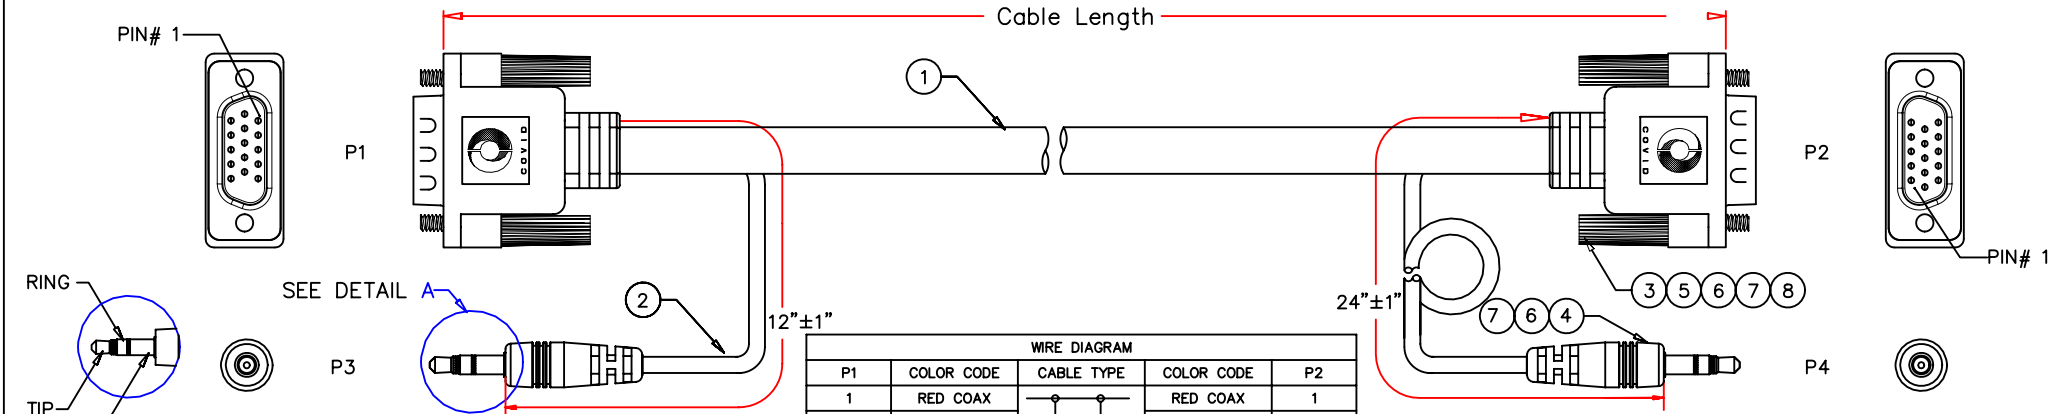 Cable Length
PIN# 1
1
P1
COVID
COVID
P2
PIN# 1
RING
SEE DETAIL A
2
12"±1"
24"±1"
3 5 6 7 8
7 6 4
P3
P4
TIP
WIRE DIAGRAM
P1 COLOR CODE CABLE TYPE COLOR CODE P2
1 RED COAX RED COAX 1